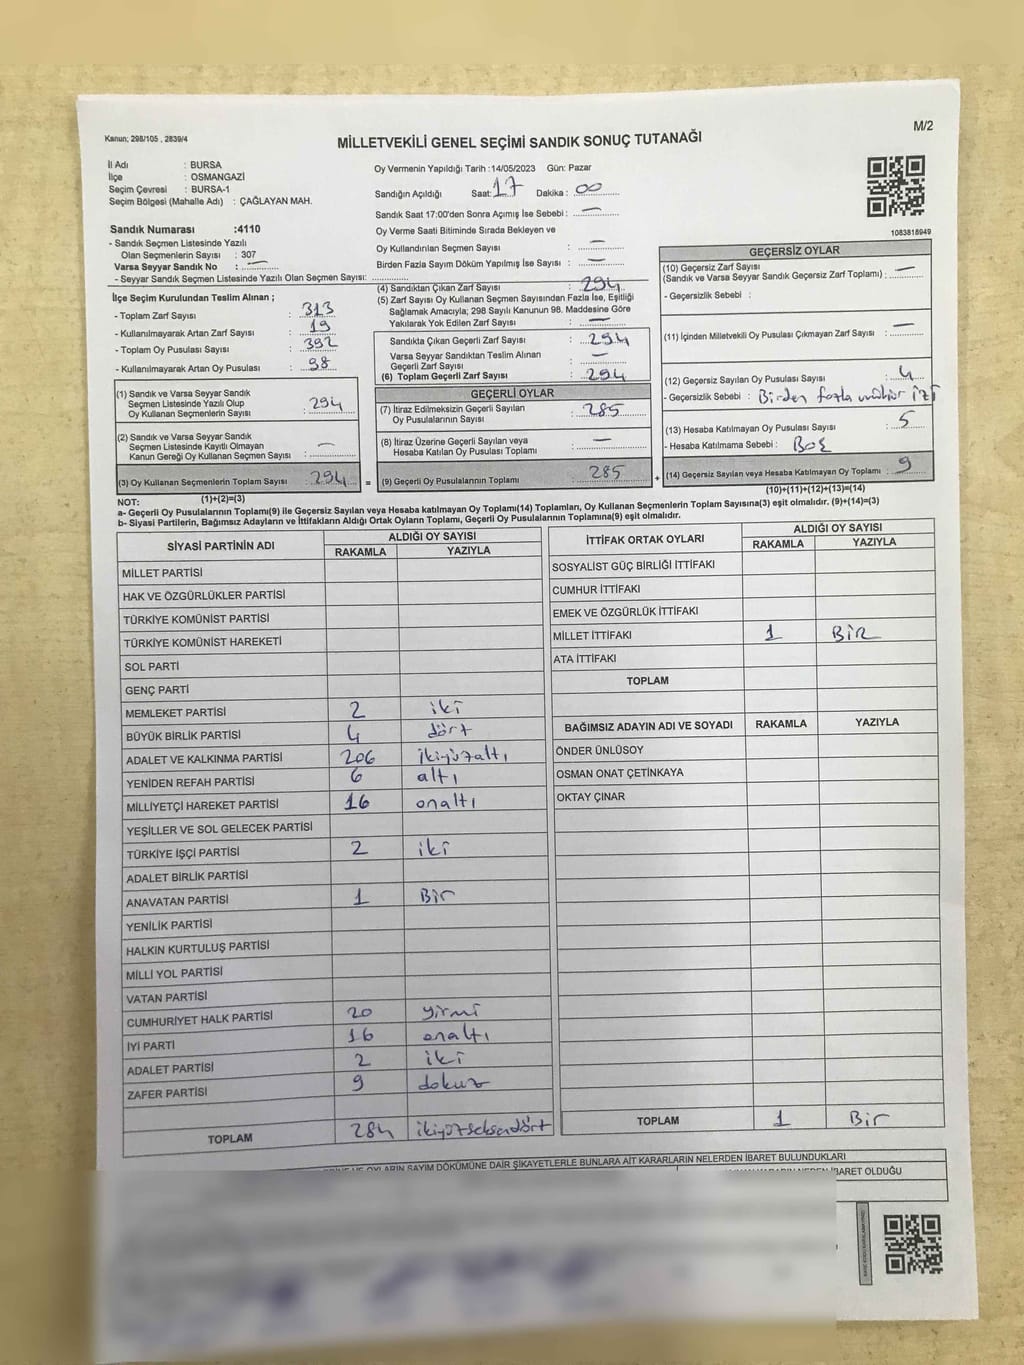 Kanun; 298/105 , 2839/4
MİLLETVEKİLİ GENEL SEÇİMİ SANDIK SONUÇ TUTANAĞI
M/2
İl Adı : BURSA
İlçe : OSMANGAZİ
Seçim Çevresi : BURSA-1
Seçim Bölgesi (Mahalle Adı) : ÇAĞLAYAN MAH.
Oy Vermenin Yapıldığı Tarih :14/05/2023 Gün: Pazar
Sandığın Açıldığı Saat: 17 Dakika : 00
Sandık Saat 17:00'den Sonra Açımış İse Sebebi : —
Oy Verme Saati Bitiminde Sırada Bekleyen ve
Oy Kullandırılan Seçmen Sayısı : —
Birden Fazla Sayım Döküm Yapılmış İse Sayısı : —
1083816949
Sandık Numarası :4110
- Sandık Seçmen Listesinde Yazılı
Olan Seçmenlerin Sayısı : 307
Varsa Seyyar Sandık No : —
- Seyyar Sandık Seçmen Listesinde Yazılı Olan Seçmen Sayısı:
İlçe Seçim Kurulundan Teslim Alınan ;
- Toplam Zarf Sayısı : 313
- Kullanılmayarak Artan Zarf Sayısı : 19
- Toplam Oy Pusulası Sayısı : 392
- Kullanılmayarak Artan Oy Pusulası : 98
(1) Sandık ve Varsa Seyyar Sandık
Seçmen Listesinde Yazılı Olup
Oy Kullanan Seçmenlerin Sayısı : 294
(2) Sandık ve Varsa Seyyar Sandık
Seçmen Listesinde Kayıtlı Olmayan
Kanun Gereği Oy Kullanan Seçmen Sayısı : —
(3) Oy Kullanan Seçmenlerin Toplam Sayısı : 294
(1)+(2)=(3)
(4) Sandıktan Çıkan Zarf Sayısı : 294
(5) Zarf Sayısı Oy Kullanan Seçmen Sayısından Fazla İse, Eşitliği
Sağlamak Amacıyla; 298 Sayılı Kanunun 98. Maddesine Göre
Yakılarak Yok Edilen Zarf Sayısı : —
Sandıkta Çıkan Geçerli Zarf Sayısı : 294
Varsa Seyyar Sandıktan Teslim Alınan
Geçerli Zarf Sayısı : —
(6) Toplam Geçerli Zarf Sayısı : 294
GEÇERLİ OYLAR
(7) İtiraz Edilmeksizin Geçerli Sayılan
Oy Pusulalarının Sayısı : 285
(8) İtiraz Üzerine Geçerli Sayılan veya
Hesaba Katılan Oy Pusulası Toplamı : —
= (9) Geçerli Oy Pusulalarının Toplamı : 285
GEÇERSİZ OYLAR
(10) Geçersiz Zarf Sayısı
(Sandık ve Varsa Seyyar Sandık Geçersiz Zarf Toplamı) : —
- Geçersizlik Sebebi :
(11) İçinden Milletvekili Oy Pusulası Çıkmayan Zarf Sayısı : —
(12) Geçersiz Sayılan Oy Pusulası Sayısı : 4
- Geçersizlik Sebebi : Birden fazla mühür izi
(13) Hesaba Katılmayan Oy Pusulası Sayısı : 5
- Hesaba Katılmama Sebebi : Boş
+ (14) Geçersiz Sayılan veya Hesaba Katılmayan Oy Toplamı : 9
(10)+(11)+(12)+(13)=(14)
NOT:
a- Geçerli Oy Pusulalarının Toplamı(9) ile Geçersiz Sayılan veya Hesaba katılmayan Oy Toplamı(14) Toplamları, Oy Kullanan Seçmenlerin Toplam Sayısına(3) eşit olmalıdır. (9)+(14)=(3)
b- Siyasi Partilerin, Bağımsız Adayların ve İttifakların Aldığı Ortak Oyların Toplamı, Geçerli Oy Pusulalarının Toplamına(9) eşit olmalıdır.
SİYASİ PARTİNİN ADI ALDIĞI OY SAYISI
RAKAMLA YAZIYLA
MİLLET PARTİSİ
HAK VE ÖZGÜRLÜKLER PARTİSİ
TÜRKİYE KOMÜNİST PARTİSİ
TÜRKİYE KOMÜNİST HAREKETİ
SOL PARTİ
GENÇ PARTİ
MEMLEKET PARTİSİ 2 iki
BÜYÜK BİRLİK PARTİSİ 4 dört
ADALET VE KALKINMA PARTİSİ 206 ikiyüzaltı
YENİDEN REFAH PARTİSİ 6 altı
MİLLİYETÇİ HAREKET PARTİSİ 16 onaltı
YEŞİLLER VE SOL GELECEK PARTİSİ
TÜRKİYE İŞÇİ PARTİSİ 2 iki
ADALET BİRLİK PARTİSİ
ANAVATAN PARTİSİ 1 Bir
YENİLİK PARTİSİ
HALKIN KURTULUŞ PARTİSİ
MİLLİ YOL PARTİSİ
VATAN PARTİSİ
CUMHURİYET HALK PARTİSİ 20 yirmi
İYİ PARTİ 16 onaltı
ADALET PARTİSİ 2 iki
ZAFER PARTİSİ 9 dokuz
TOPLAM 284 ikiyüzseksendört
İTTİFAK ORTAK OYLARI ALDIĞI OY SAYISI
RAKAMLA YAZIYLA
SOSYALİST GÜÇ BİRLİĞİ İTTİFAKI
CUMHUR İTTİFAKI
EMEK VE ÖZGÜRLÜK İTTİFAKI
MİLLET İTTİFAKI 1 BİR
ATA İTTİFAKI
TOPLAM
BAĞIMSIZ ADAYIN ADI VE SOYADI RAKAMLA YAZIYLA
ÖNDER ÜNLÜSOY
OSMAN ONAT ÇETİNKAYA
OKTAY ÇINAR
TOPLAM 1 Bir
OYLARIN SAYIM DÖKÜMÜNE DAİR ŞİKAYETLERLE BUNLARA AİT KARARLARIN NELERDEN İBARET BULUNDUKLARI
NEDEN İBARET OLDUĞU